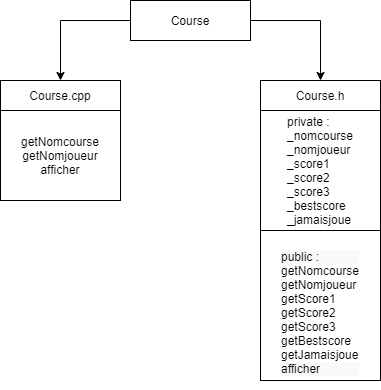 Course
Course.cpp
getNomcourse
getNomjoueur
afficher
Course.h
private :
_nomcourse
_nomjoueur
_score1
_score2
_score3
_bestscore
_jamaisjoue
public :
getNomcourse
getNomjoueur
getScore1
getScore2
getScore3
getBestscore
getJamaisjoue
afficher